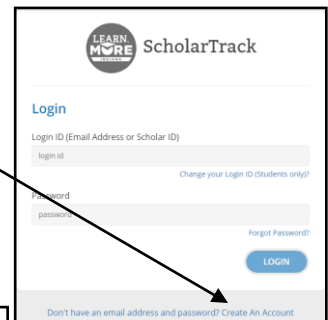 LEARN
MORE
INDIANA
ScholarTrack
Login
Login ID (Email Address or Scholar ID)
login id
Change your Login ID (Students only)?
Password
password
Forgot Password?
LOGIN
Don't have an email address and password? Create An Account